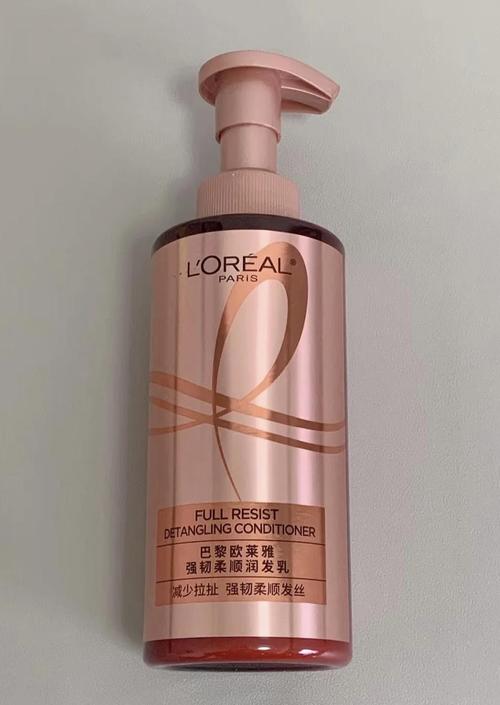 L'ORÉAL®
PARIS
FULL RESIST
DETANGLING CONDITIONER
巴黎欧莱雅
强韧柔顺润发乳
减少拉扯 强韧柔顺发丝